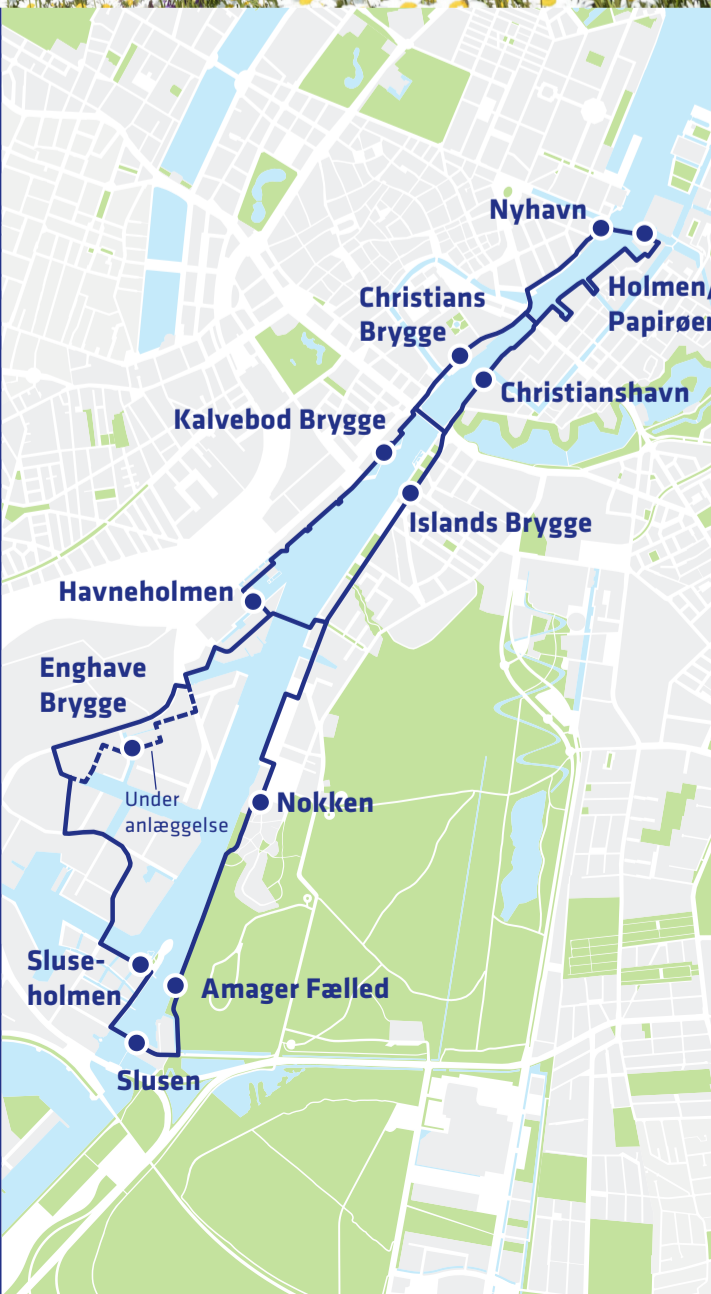 Nyhavn
Holmen/
Papirøen
Christians
Brygge
Christianshavn
Kalvebod Brygge
Islands Brygge
Havneholmen
Enghave
Brygge
Under
anlæggelse
Nokken
Sluse-
holmen
Amager Fælled
Slusen